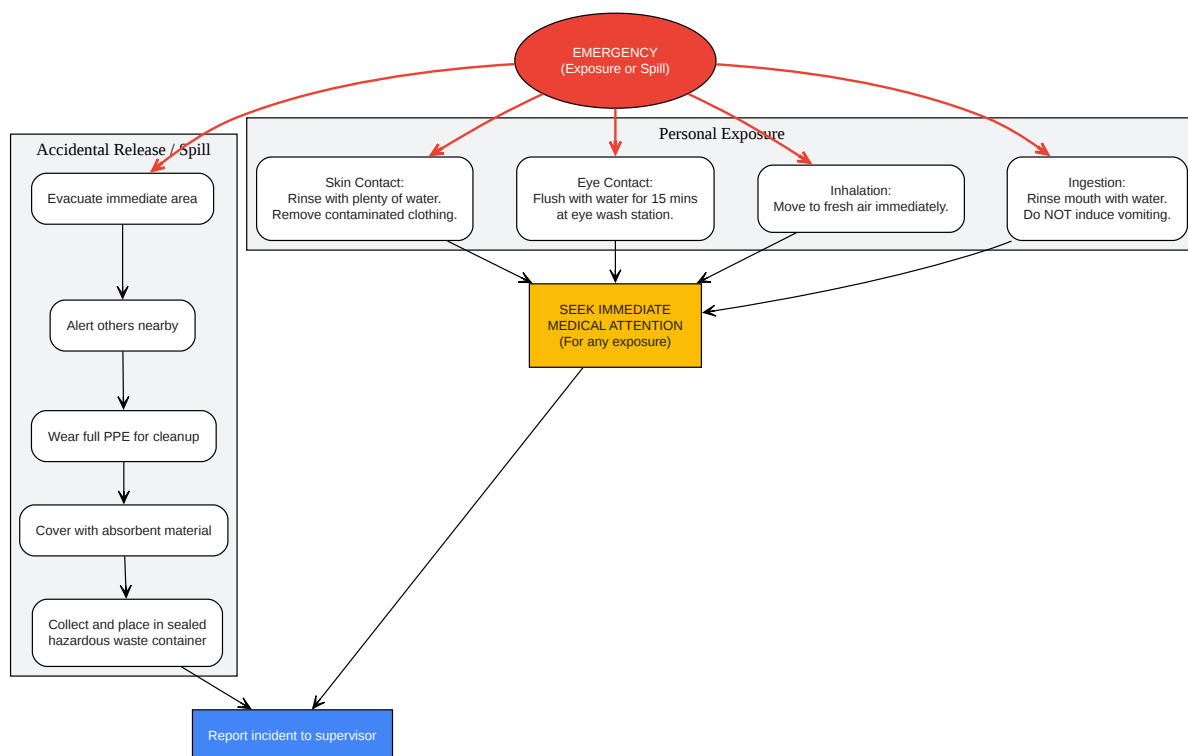 EMERGENCY
(Exposure or Spill)
Accidental Release / Spill
Evacuate immediate area
Alert others nearby
Wear full PPE for cleanup
Cover with absorbent material
Collect and place in sealed
hazardous waste container
Personal Exposure
Skin Contact:
Rinse with plenty of water.
Remove contaminated clothing.
Eye Contact:
Flush with water for 15 mins
at eye wash station.
Inhalation:
Move to fresh air immediately.
Ingestion:
Rinse mouth with water.
Do NOT induce vomiting.
SEEK IMMEDIATE
MEDICAL ATTENTION
(For any exposure)
Report incident to supervisor